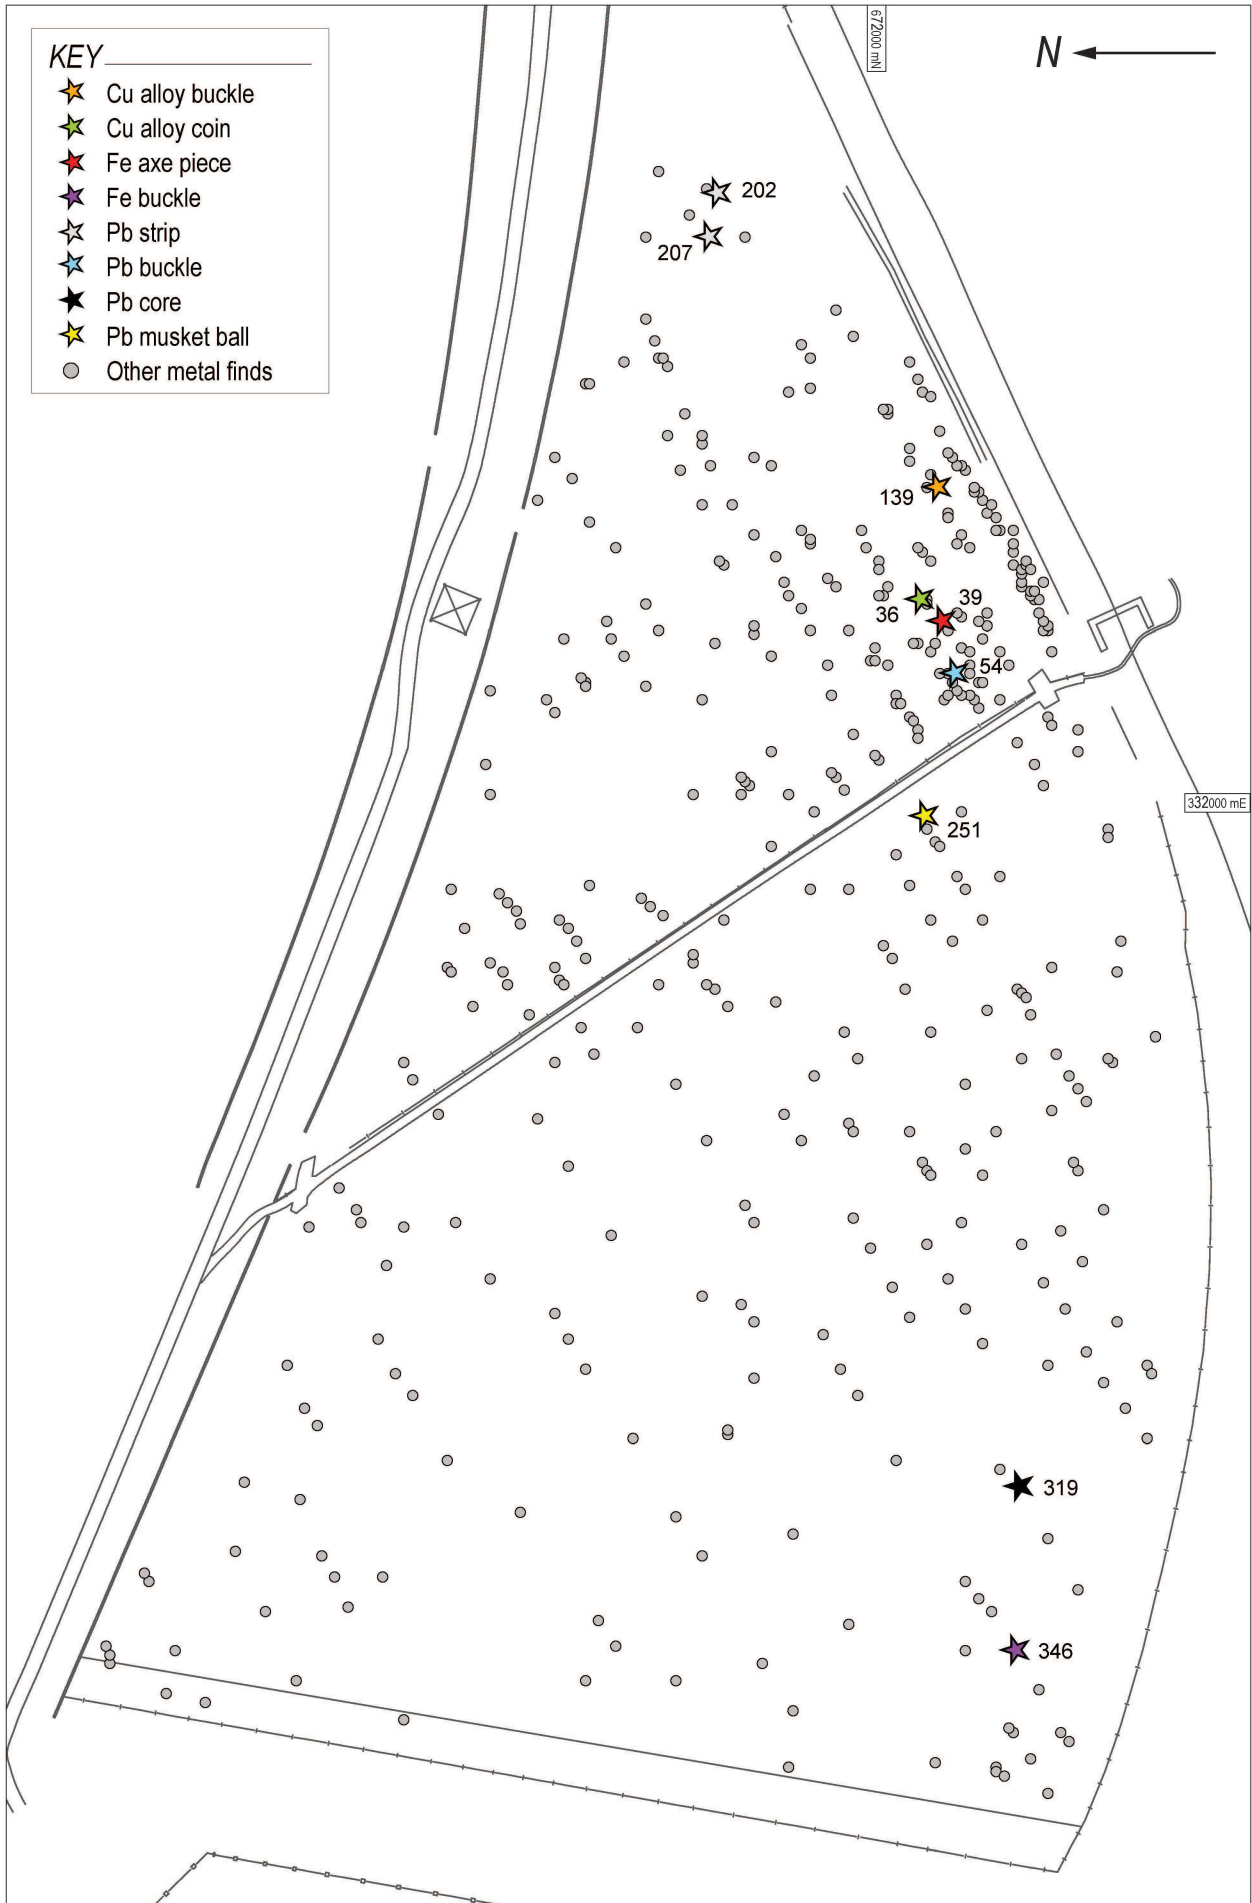 KEY
Cu alloy buckle
Cu alloy coin
Fe axe piece
Fe buckle
Pb strip
Pb buckle
Pb core
Pb musket ball
Other metal finds
672000 mN
N
202
207
139
39
36
54
332000 mE
251
319
346